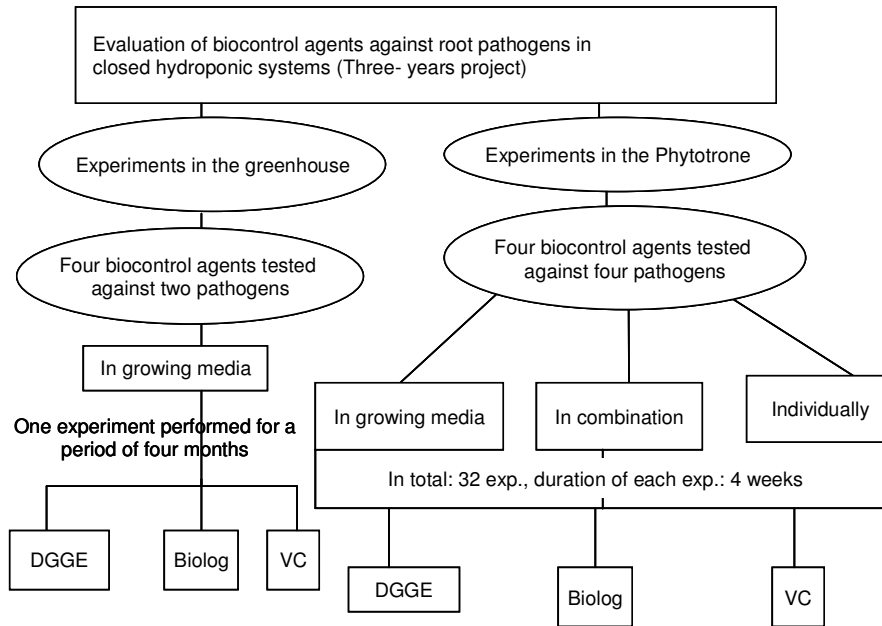 Evaluation of biocontrol agents against root pathogens in
closed hydroponic systems (Three- years project)
Experiments in the greenhouse
Experiments in the Phytotrone
Four biocontrol agents tested
against two pathogens
Four biocontrol agents tested
against four pathogens
In growing media
In growing media
In combination
Individually
One experiment performed for a
period of four months
In total: 32 exp., duration of each exp.: 4 weeks
DGGE
Biolog
VC
DGGE
Biolog
VC